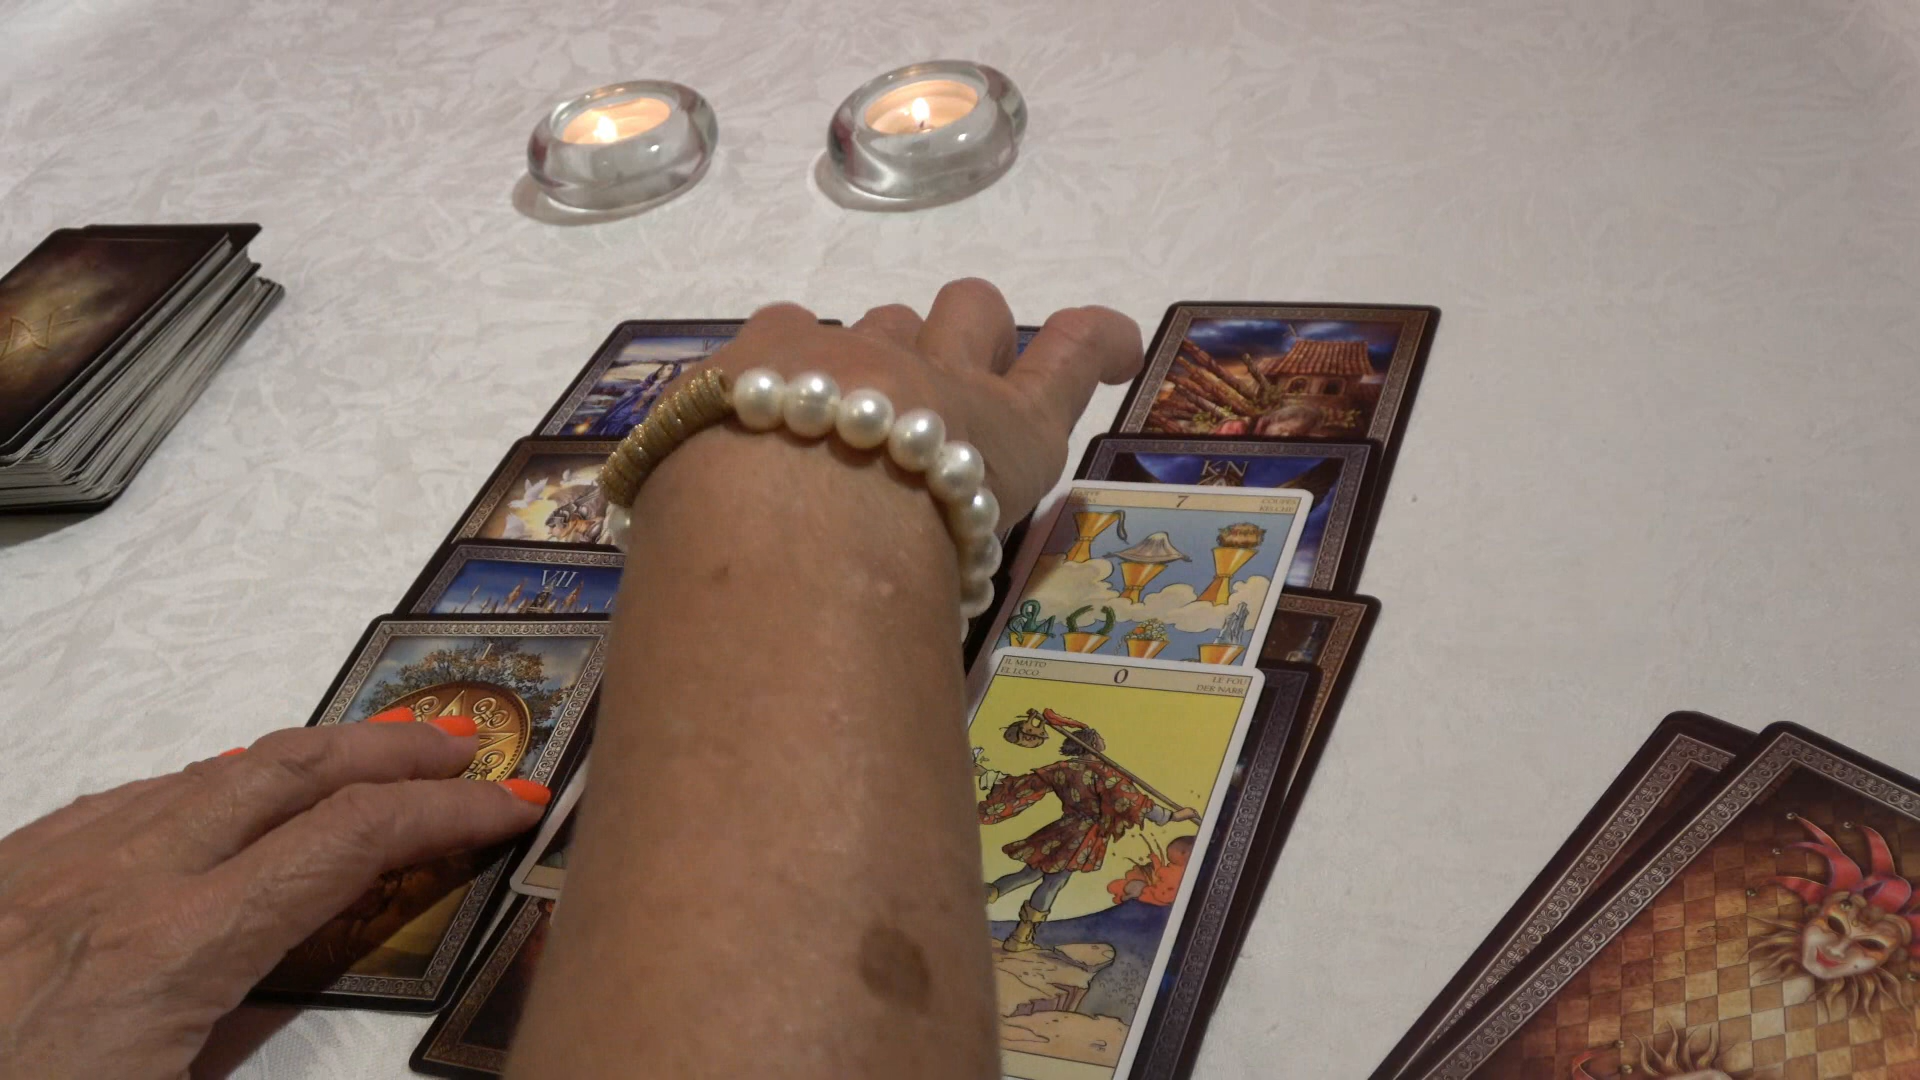 KN
7
COUPES
KELCHE
VII
IL MATTO
EL LOCO
0
LE FOU
DER NARR